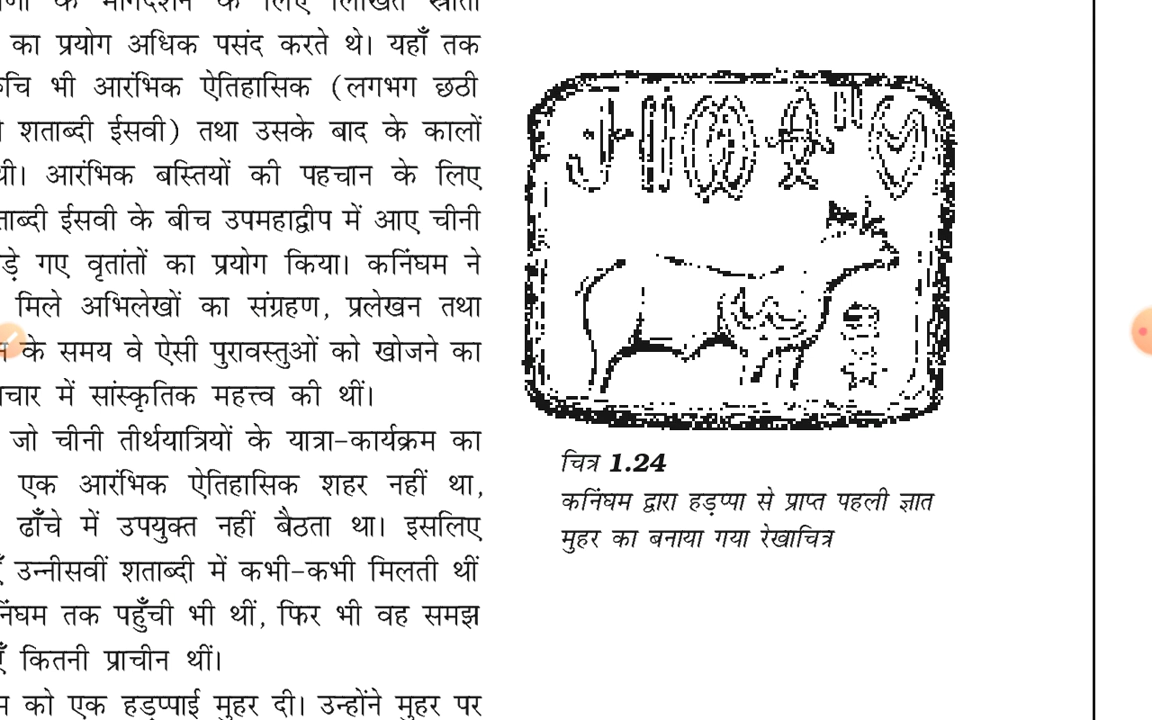 के मार्गदर्शन के लिए लिखित स्रोतों
का प्रयोग अधिक पसंद करते थे। यहाँ तक
भी आरंभिक ऐतिहासिक (लगभग छठी
शताब्दी ईसवी) तथा उसके बाद के कालों
थी। आरंभिक बस्तियों की पहचान के लिए
ईसवी के बीच उपमहाद्वीप में आए चीनी
गए वृतांतों का प्रयोग किया। कनिंघम ने
मिले अभिलेखों का संग्रहण, प्रलेखन तथा
के समय वे ऐसी पुरावस्तुओं को खोजने का
में सांस्कृतिक महत्त्व की थीं।
जो चीनी तीर्थयात्रियों के यात्रा-कार्यक्रम का
एक आरंभिक ऐतिहासिक शहर नहीं था,
ढाँचे में उपयुक्त नहीं बैठता था। इसलिए
उन्नीसवीं शताब्दी में कभी-कभी मिलती थीं
तक पहुँची भी थीं, फिर भी वह समझ
कितनी प्राचीन थीं।
को एक हड़प्पाई मुहर दी। उन्होंने मुहर पर
चित्र 1.24
कनिंघम द्वारा हड़प्पा से प्राप्त पहली ज्ञात
मुहर का बनाया गया रेखाचित्र